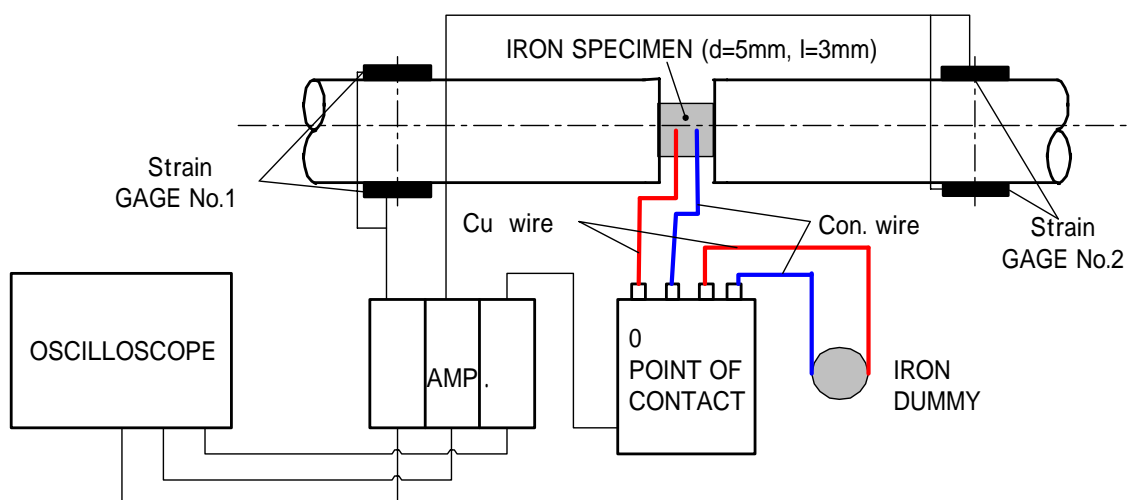 IRON SPECIMEN (d=5mm, l=3mm)
Strain
GAGE No.1
Cu wire
Con. wire
Strain
GAGE No.2
OSCILLOSCOPE
AMP.
0
POINT OF
CONTACT
IRON
DUMMY